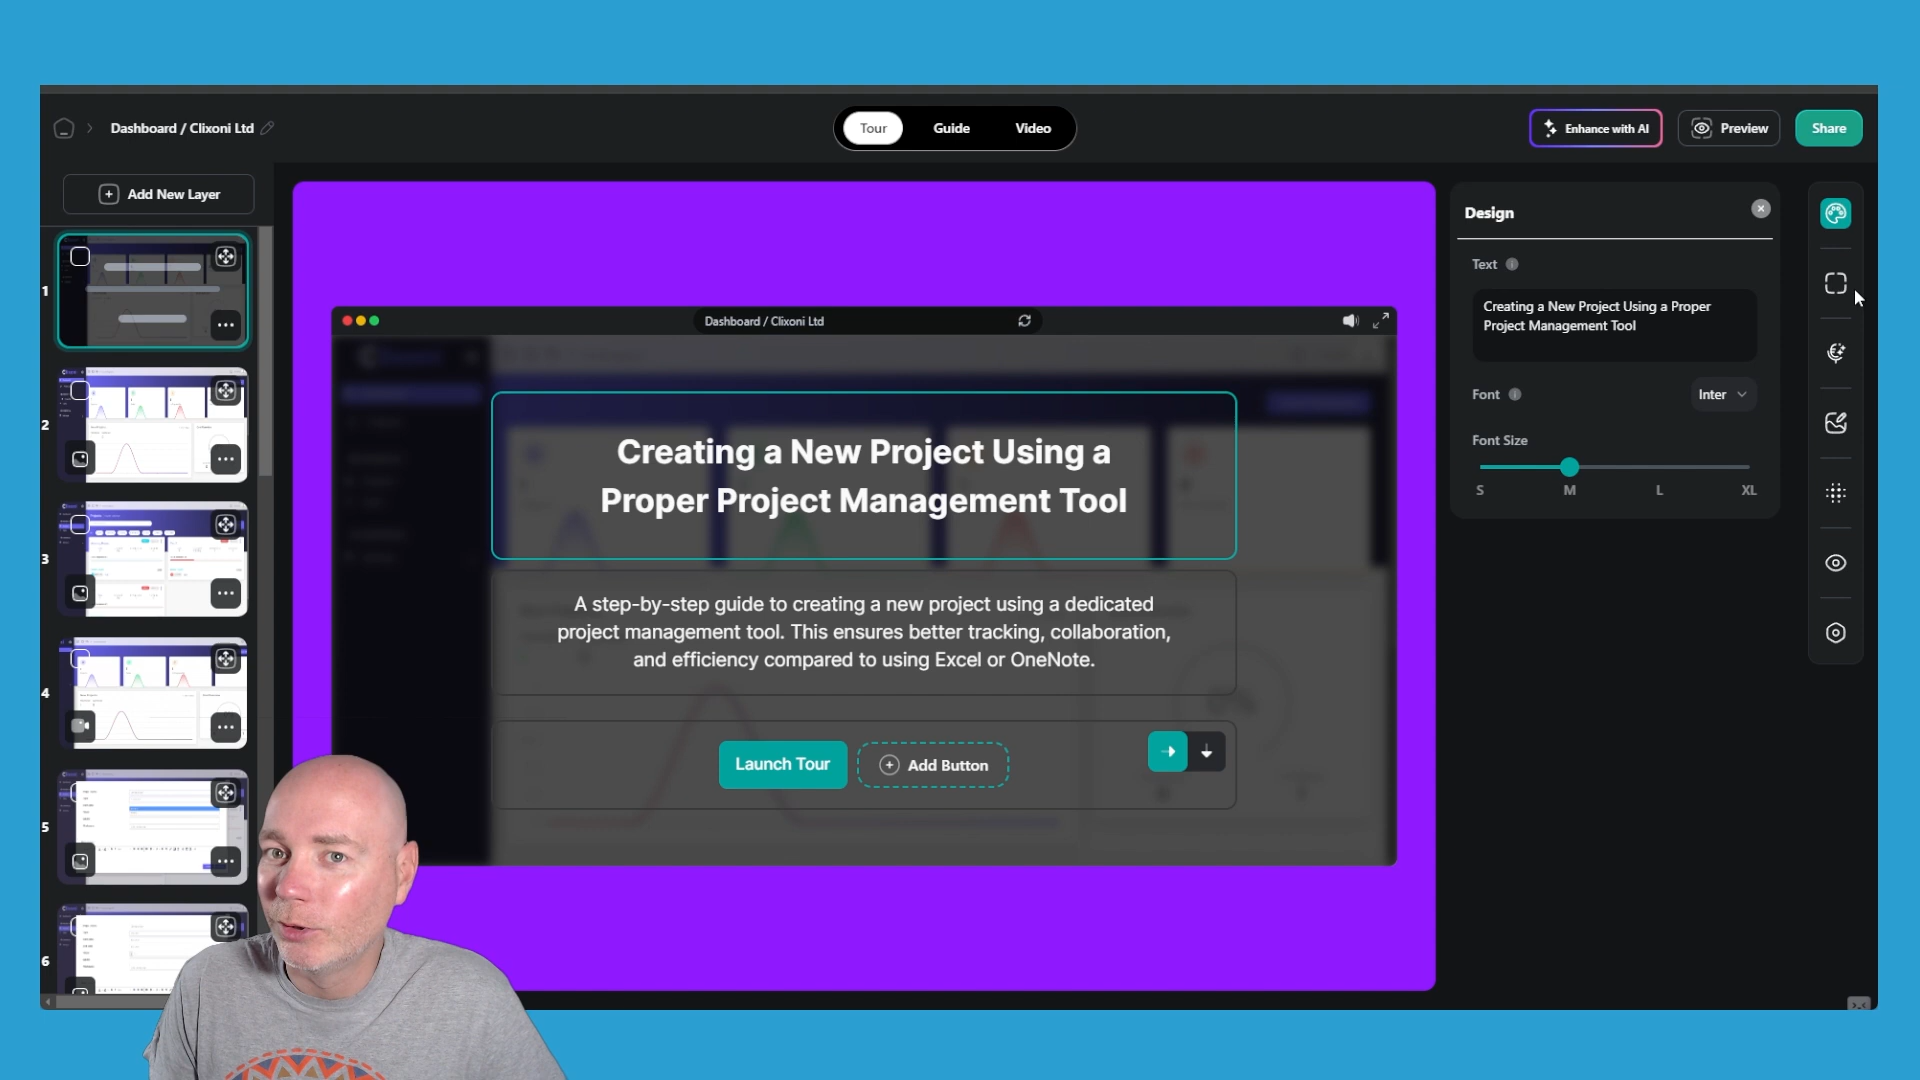 Dashboard / Clixoni Ltd
Tour
Guide
Video
Enhance with AI
Preview
Share
Add New Layer
1
2
3
4
5
6
Dashboard / Clixoni Ltd
Creating a New Project Using a
Proper Project Management Tool
A step-by-step guide to creating a new project using a dedicated
project management tool. This ensures better tracking, collaboration,
and efficiency compared to using Excel or OneNote.
Launch Tour
Add Button
Design
Text
Creating a New Project Using a Proper
Project Management Tool
Font
Inter
Font Size
S
M
L
XL